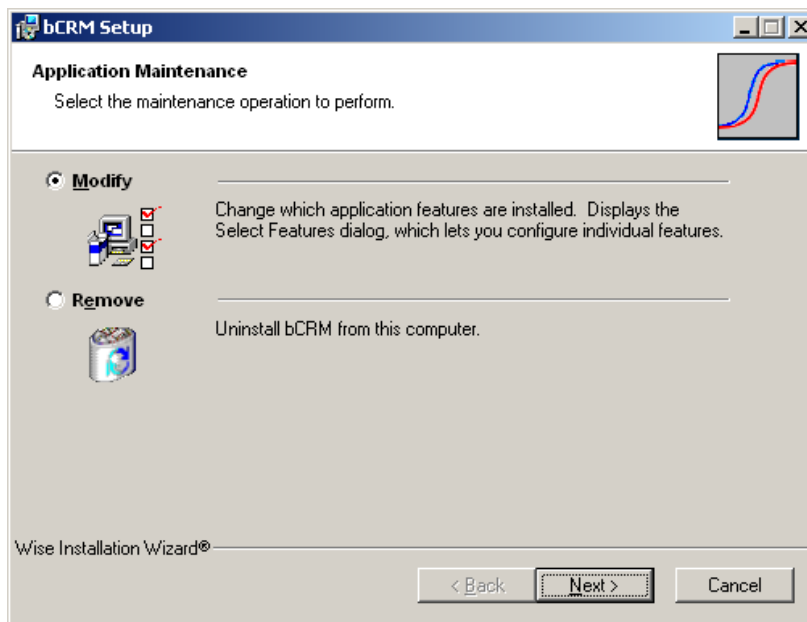 bCRM Setup
Application Maintenance
Select the maintenance operation to perform.
Modify
Change which application features are installed.  Displays the
Select Features dialog, which lets you configure individual features.
Remove
Uninstall bCRM from this computer.
Wise Installation Wizard®
< Back
Next >
Cancel